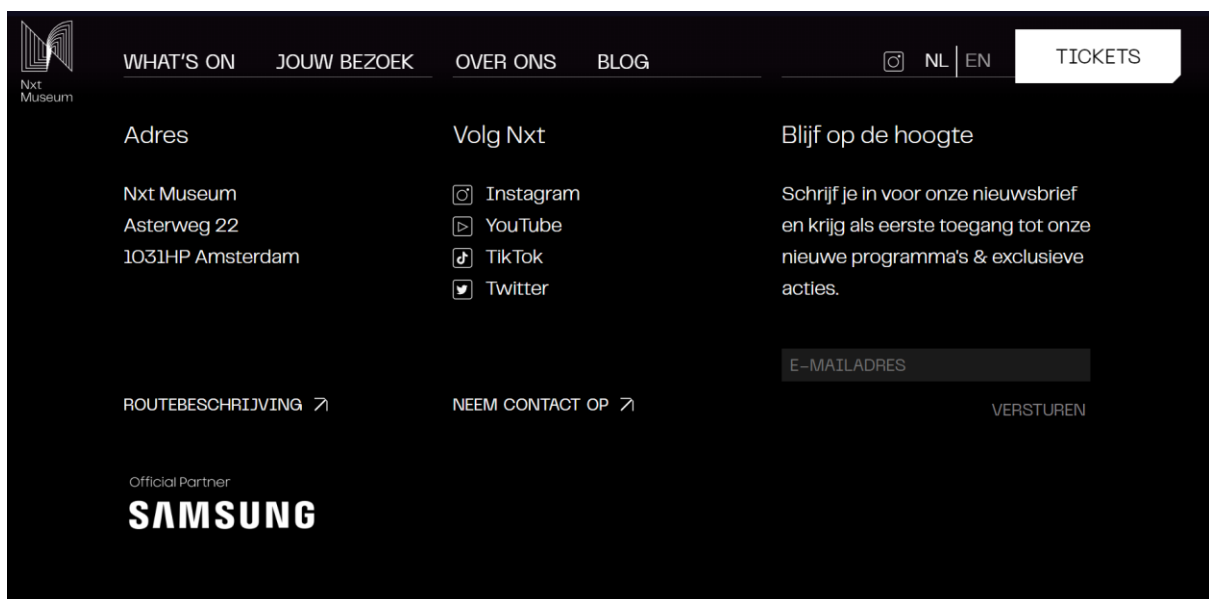 Nxt
Museum
WHAT'S ON
JOUW BEZOEK
OVER ONS
BLOG
NL | EN
TICKETS
Adres
Nxt Museum
Asterweg 22
1031HP Amsterdam
ROUTEBESCHRIJVING
Volg Nxt
Instagram
YouTube
TikTok
Twitter
NEEM CONTACT OP
Blijf op de hoogte
Schrijf je in voor onze nieuwsbrief
en krijg als eerste toegang tot onze
nieuwe programma's & exclusieve
acties.
E-MAILADRES
VERSTUREN
Official Partner
SAMSUNG